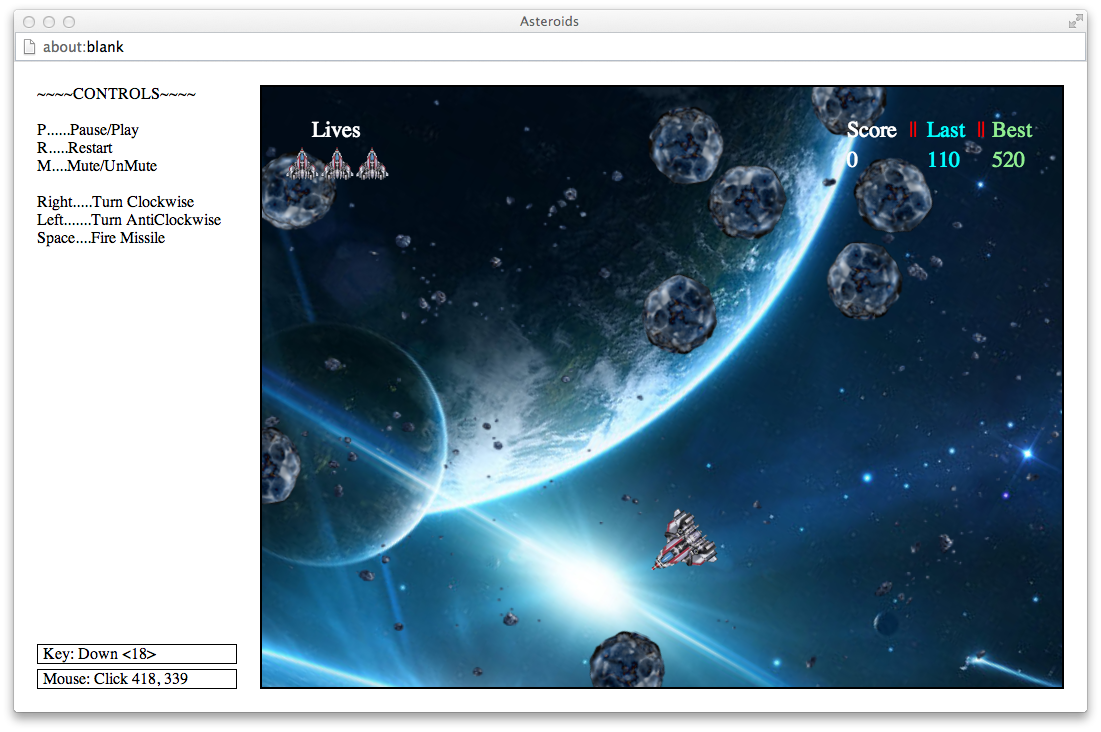 Asteroids
about:blank
~~~~CONTROLS~~~~
P......Pause/Play
R.....Restart
M....Mute/UnMute
Right.....Turn Clockwise
Left.......Turn AntiClockwise
Space....Fire Missile
Key: Down <18>
Mouse: Click 418, 339
Lives
Score || Last || Best
0 110 520